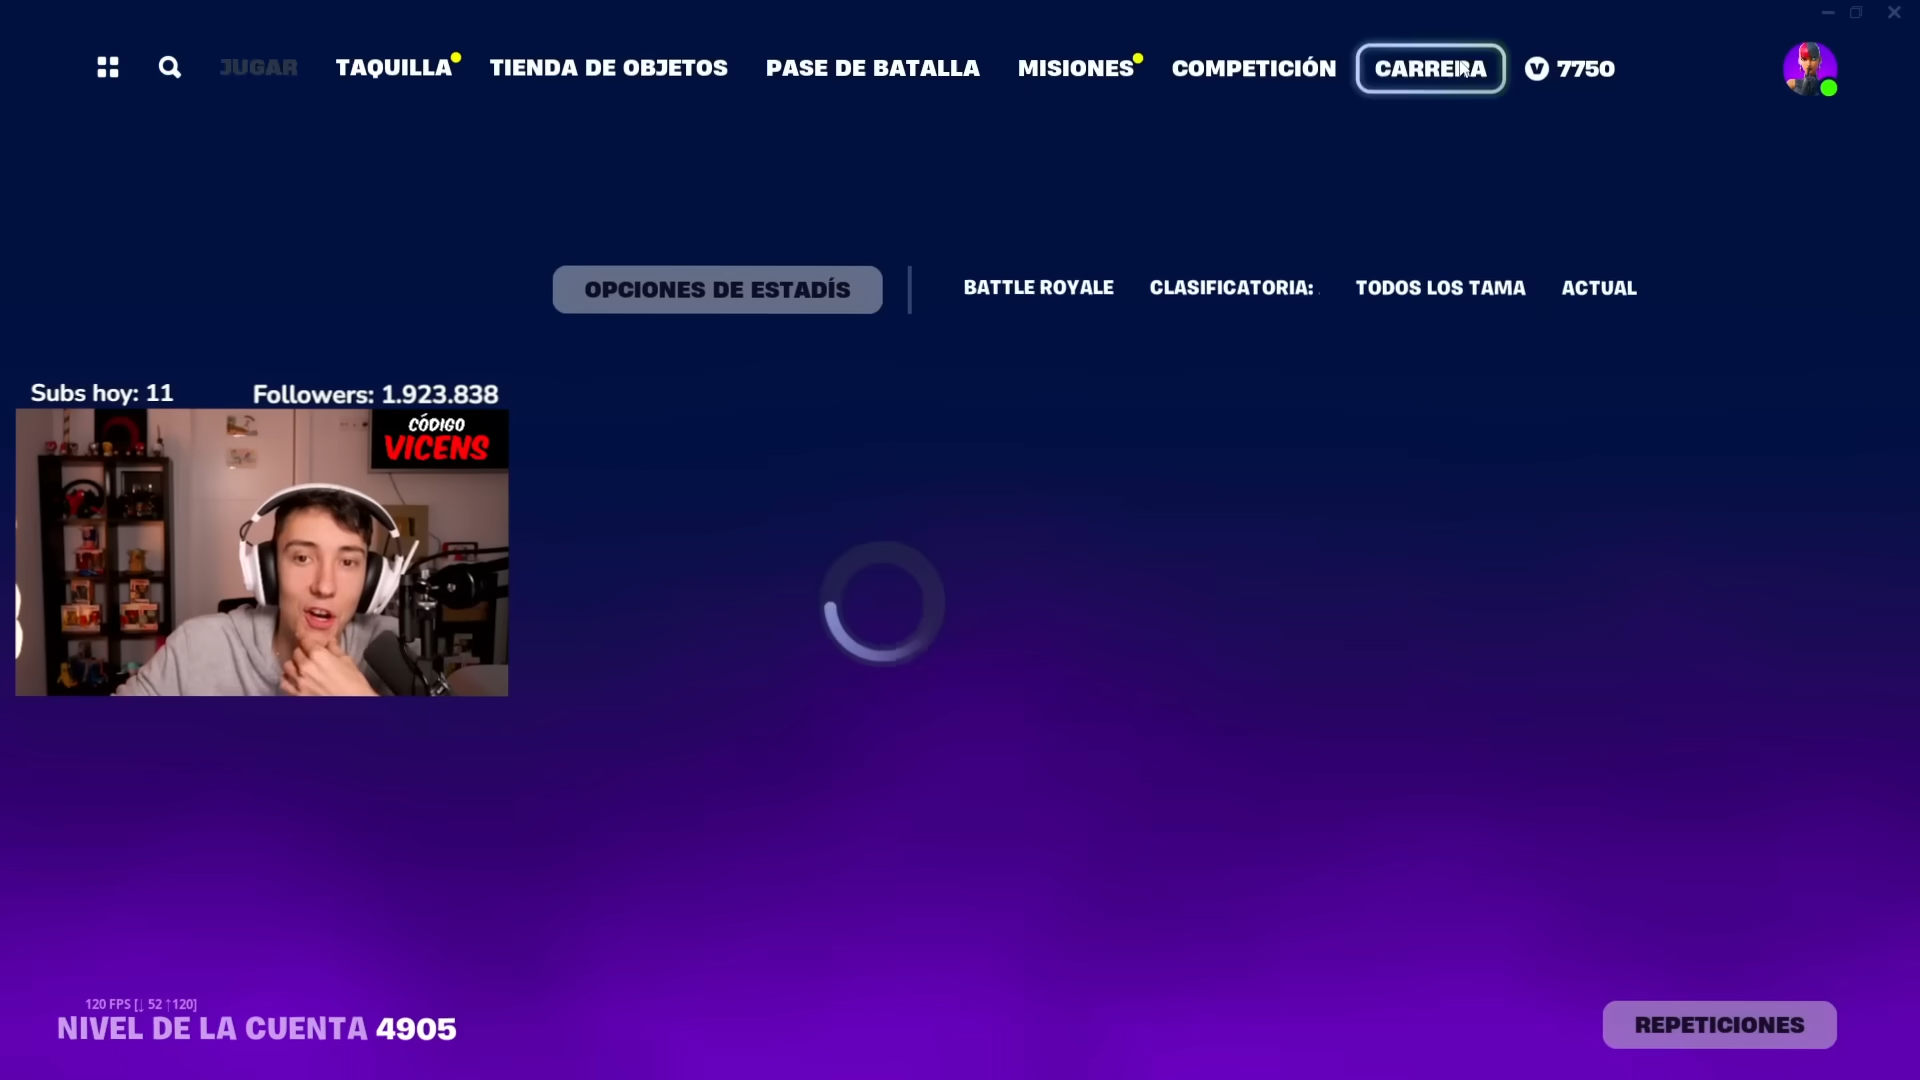 JUGAR TAQUILLA TIENDA DE OBJETOS PASE DE BATALLA MISIONES COMPETICIÓN CARRERA 7750
OPCIONES DE ESTADÍS BATTLE ROYALE CLASIFICATORIA: TODOS LOS TAMA ACTUAL
Subs hoy: 11 Followers: 1.923.838
CÓDIGO
VICENS
120 FPS [↓ 52 ↑120]
NIVEL DE LA CUENTA 4905
REPETICIONES